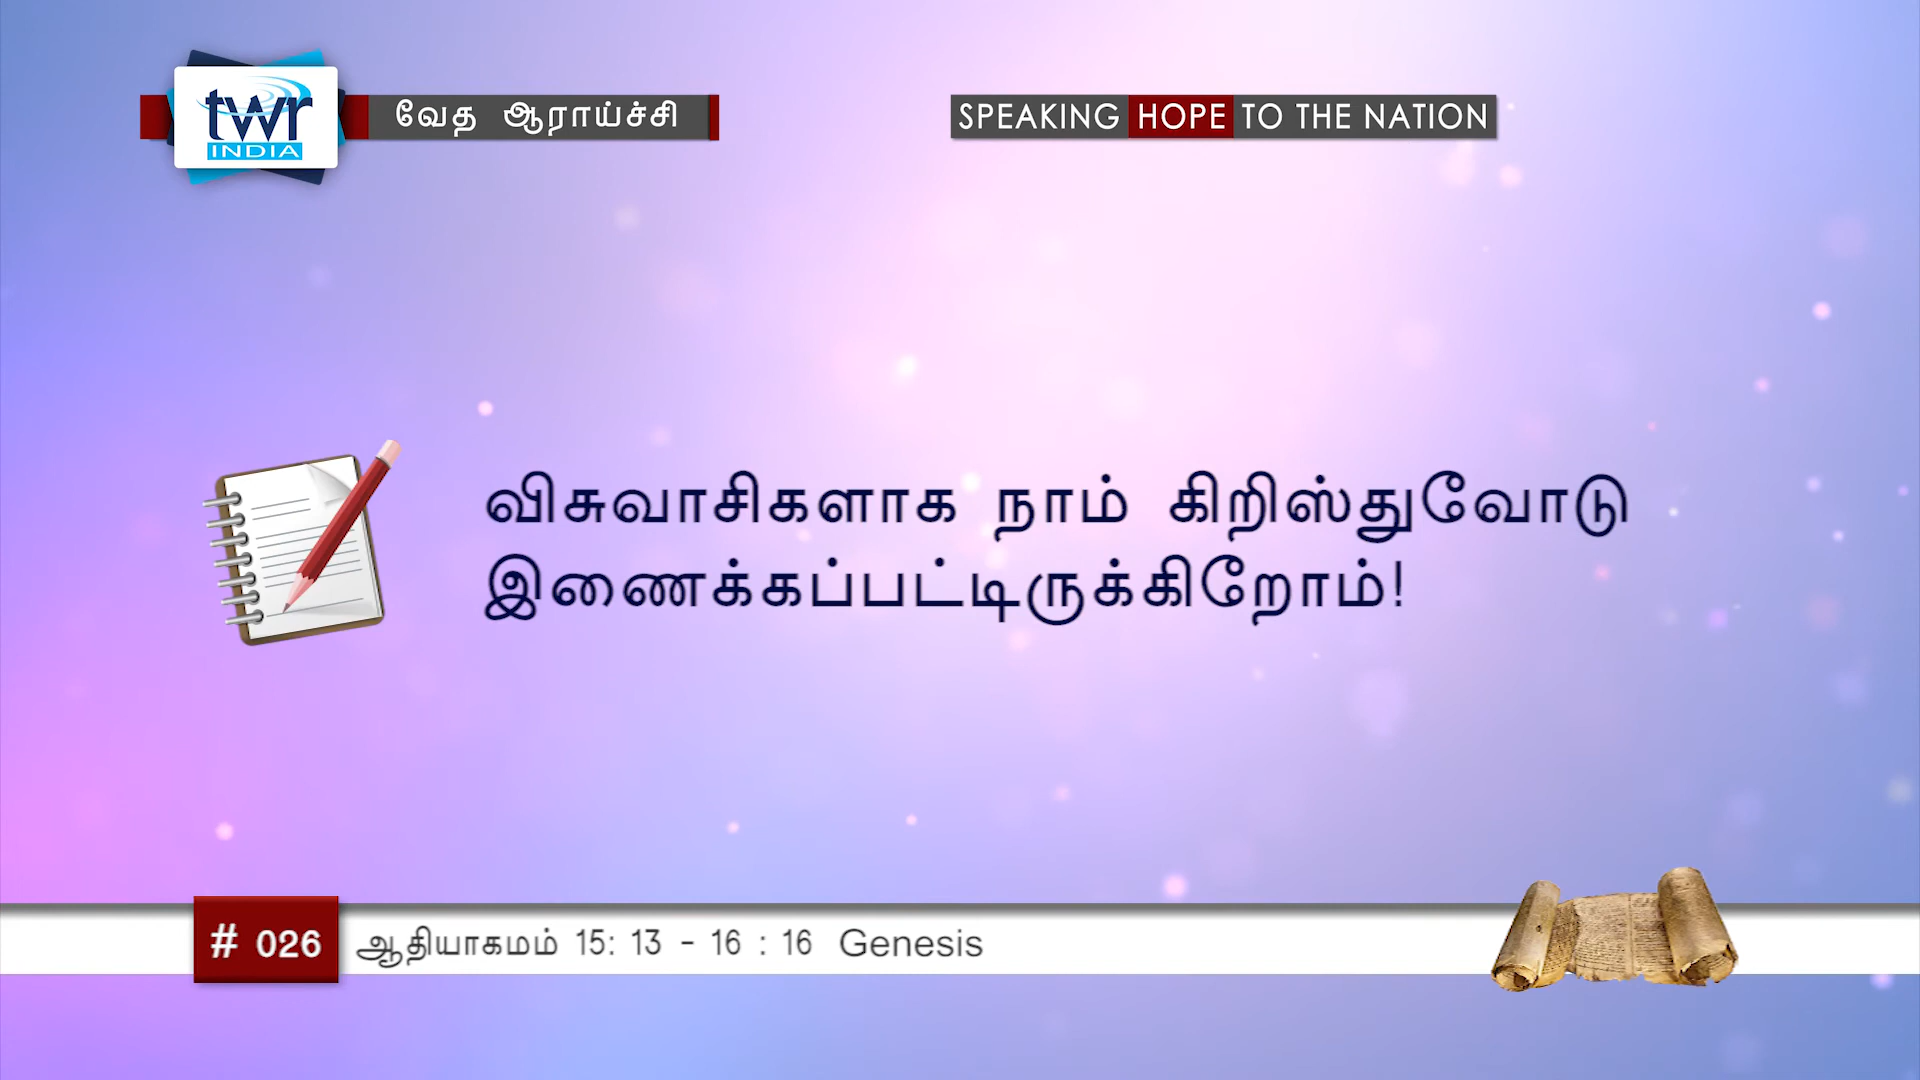 twr
INDIA
வேத ஆராய்ச்சி
SPEAKING HOPE TO THE NATION
விசுவாசிகளாக நாம் கிறிஸ்துவோடு
இணைக்கப்பட்டிருக்கிறோம்!
# 026 ஆதியாகமம் 15: 13 - 16 : 16 Genesis